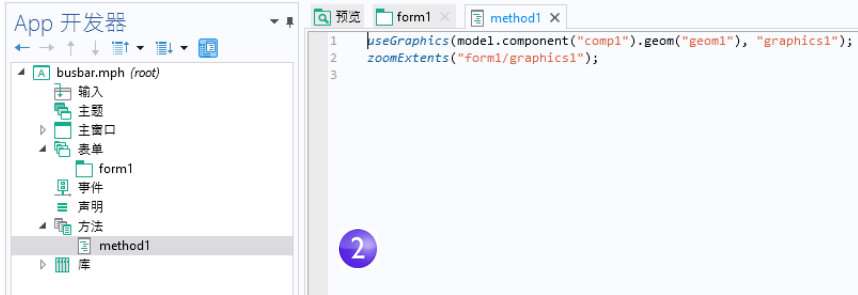 App 开发器
busbar.mph (root)
输入
主题
主窗口
表单
form1
事件
声明
方法
method1
库
预览 form1 method1
1 useGraphics(model.component("comp1").geom("geom1"), "graphics1");
2 zoomExtents("form1/graphics1");
3
2